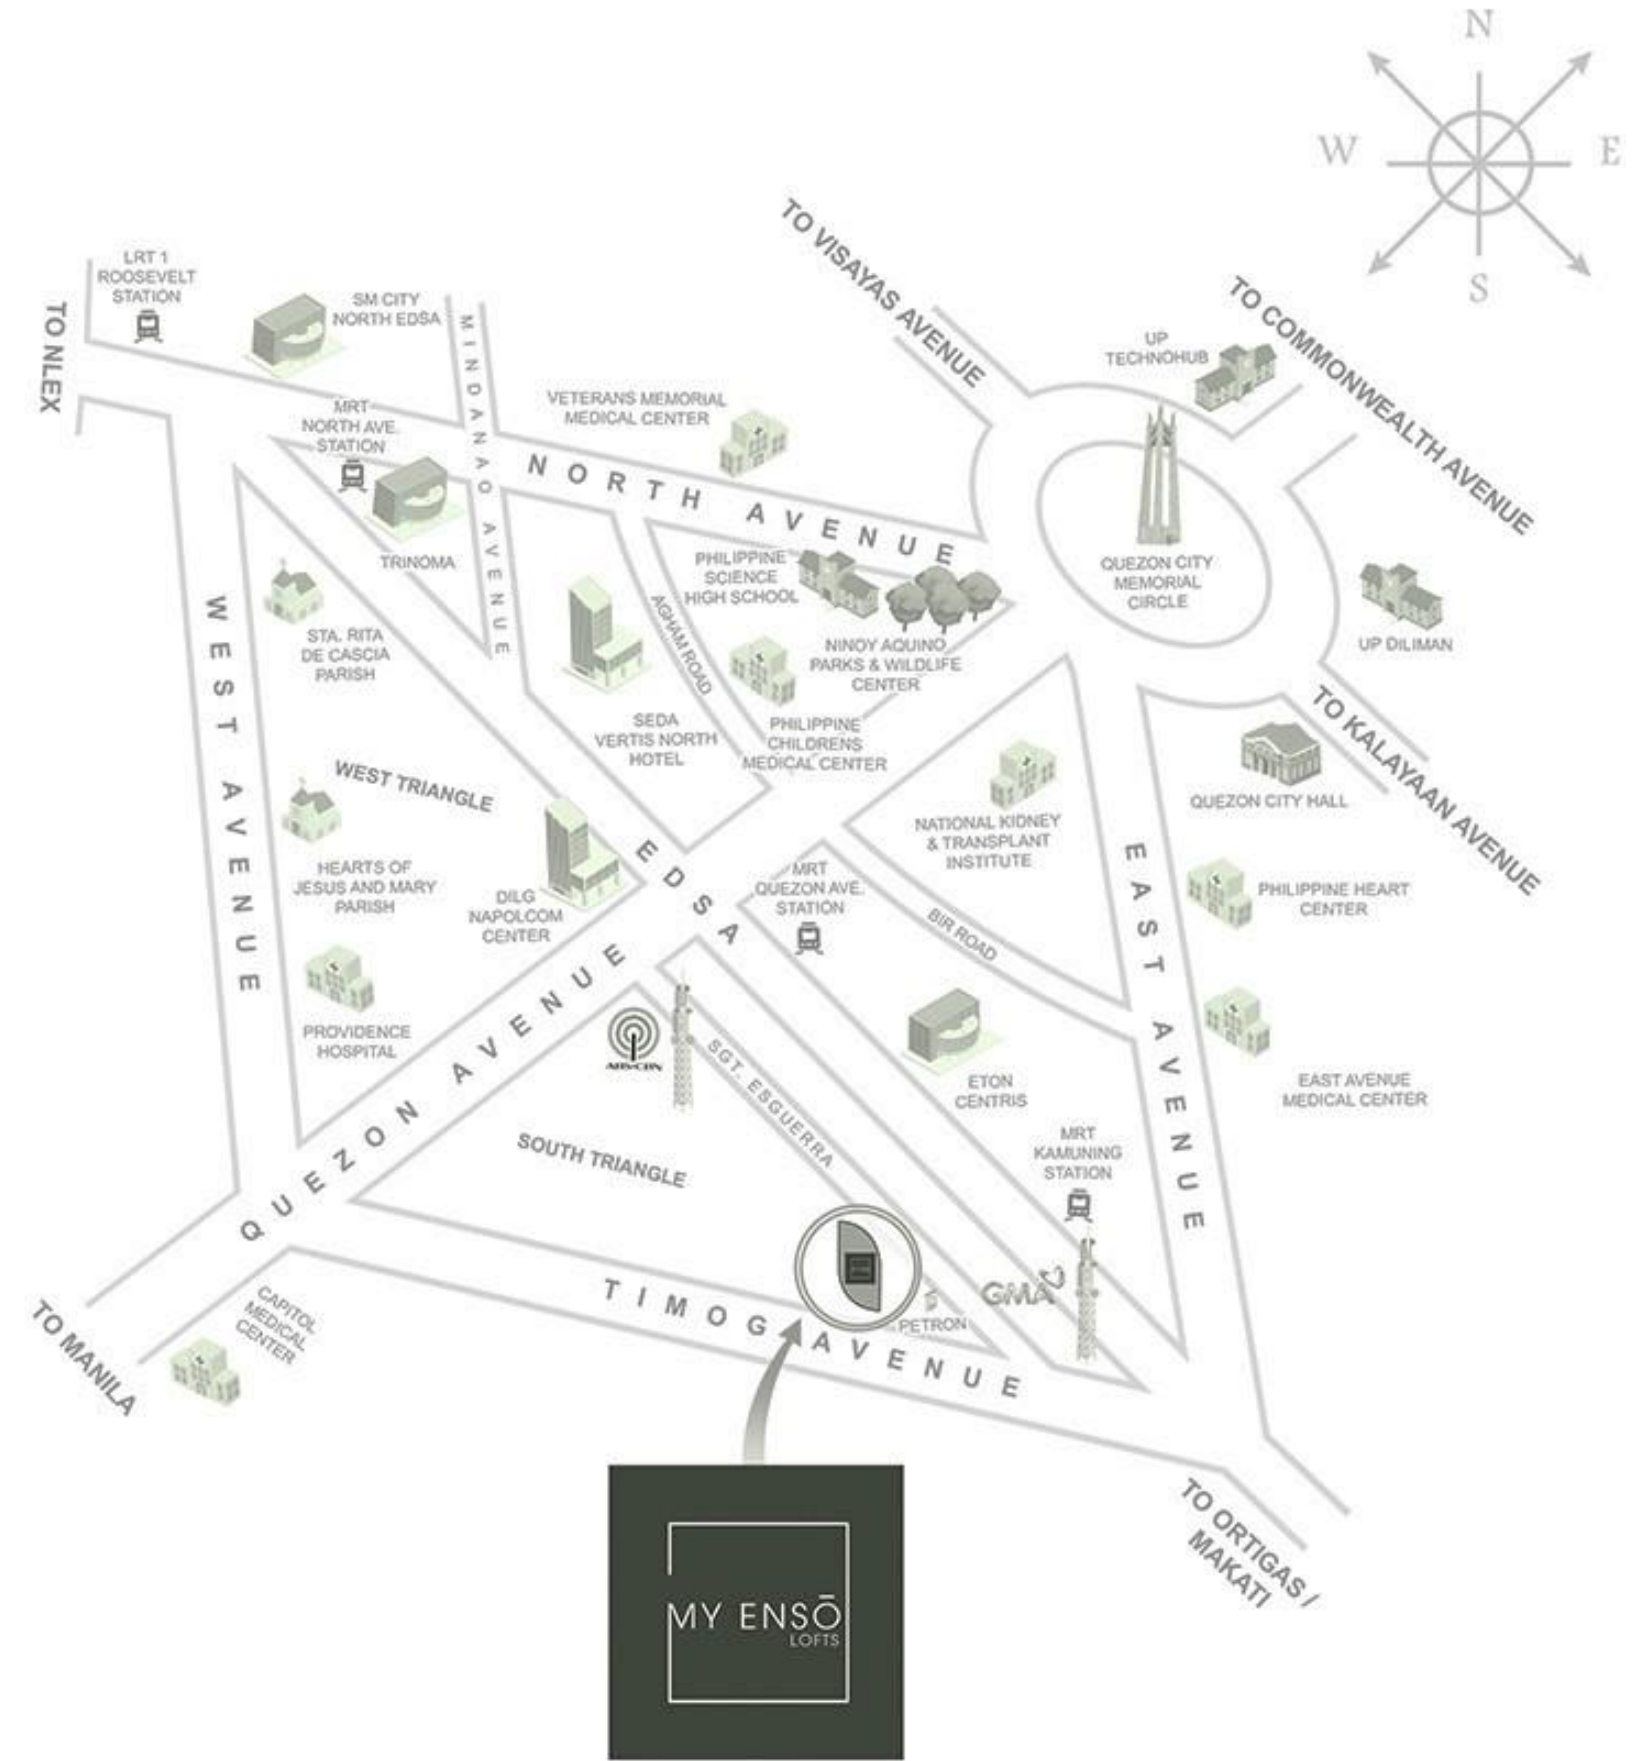 N
W
E
S
TO VISAYAS AVENUE
TO COMMONWEALTH AVENUE
LRT 1
ROOSEVELT
STATION
TO NLEX
SM CITY
NORTH EDSA
MINDANAO AVENUE
UP
TECHNOHUB
VETERANS MEMORIAL
MEDICAL CENTER
MRT
NORTH AVE.
STATION
TRINOMA
NORTH AVENUE
PHILIPPINE
SCIENCE
HIGH SCHOOL
QUEZON CITY
MEMORIAL
CIRCLE
UP DILIMAN
WEST AVENUE
STA. RITA
DE CASCIA
PARISH
AGHAM ROAD
NINOY AQUINO
PARKS & WILDLIFE
CENTER
SEDA
VERTIS NORTH
HOTEL
PHILIPPINE
CHILDRENS
MEDICAL CENTER
TO KALAYAAN AVENUE
WEST TRIANGLE
QUEZON CITY HALL
NATIONAL KIDNEY
& TRANSPLANT
INSTITUTE
EDSA
EAST AVENUE
HEARTS OF
JESUS AND MARY
PARISH
DILG
NAPOLCOM
CENTER
MRT
QUEZON AVE.
STATION
BIR ROAD
PHILIPPINE HEART
CENTER
PROVIDENCE
HOSPITAL
QUEZON AVENUE
ABS-CBN
SGT. ESGUERRA
ETON
CENTRIS
EAST AVENUE
MEDICAL CENTER
SOUTH TRIANGLE
MRT
KAMUNING
STATION
GMA
PETRON
TIMOG AVENUE
CAPITOL
MEDICAL
CENTER
TO MANILA
TO ORTIGAS /
MAKATI
MY ENSŌ
LOFTS